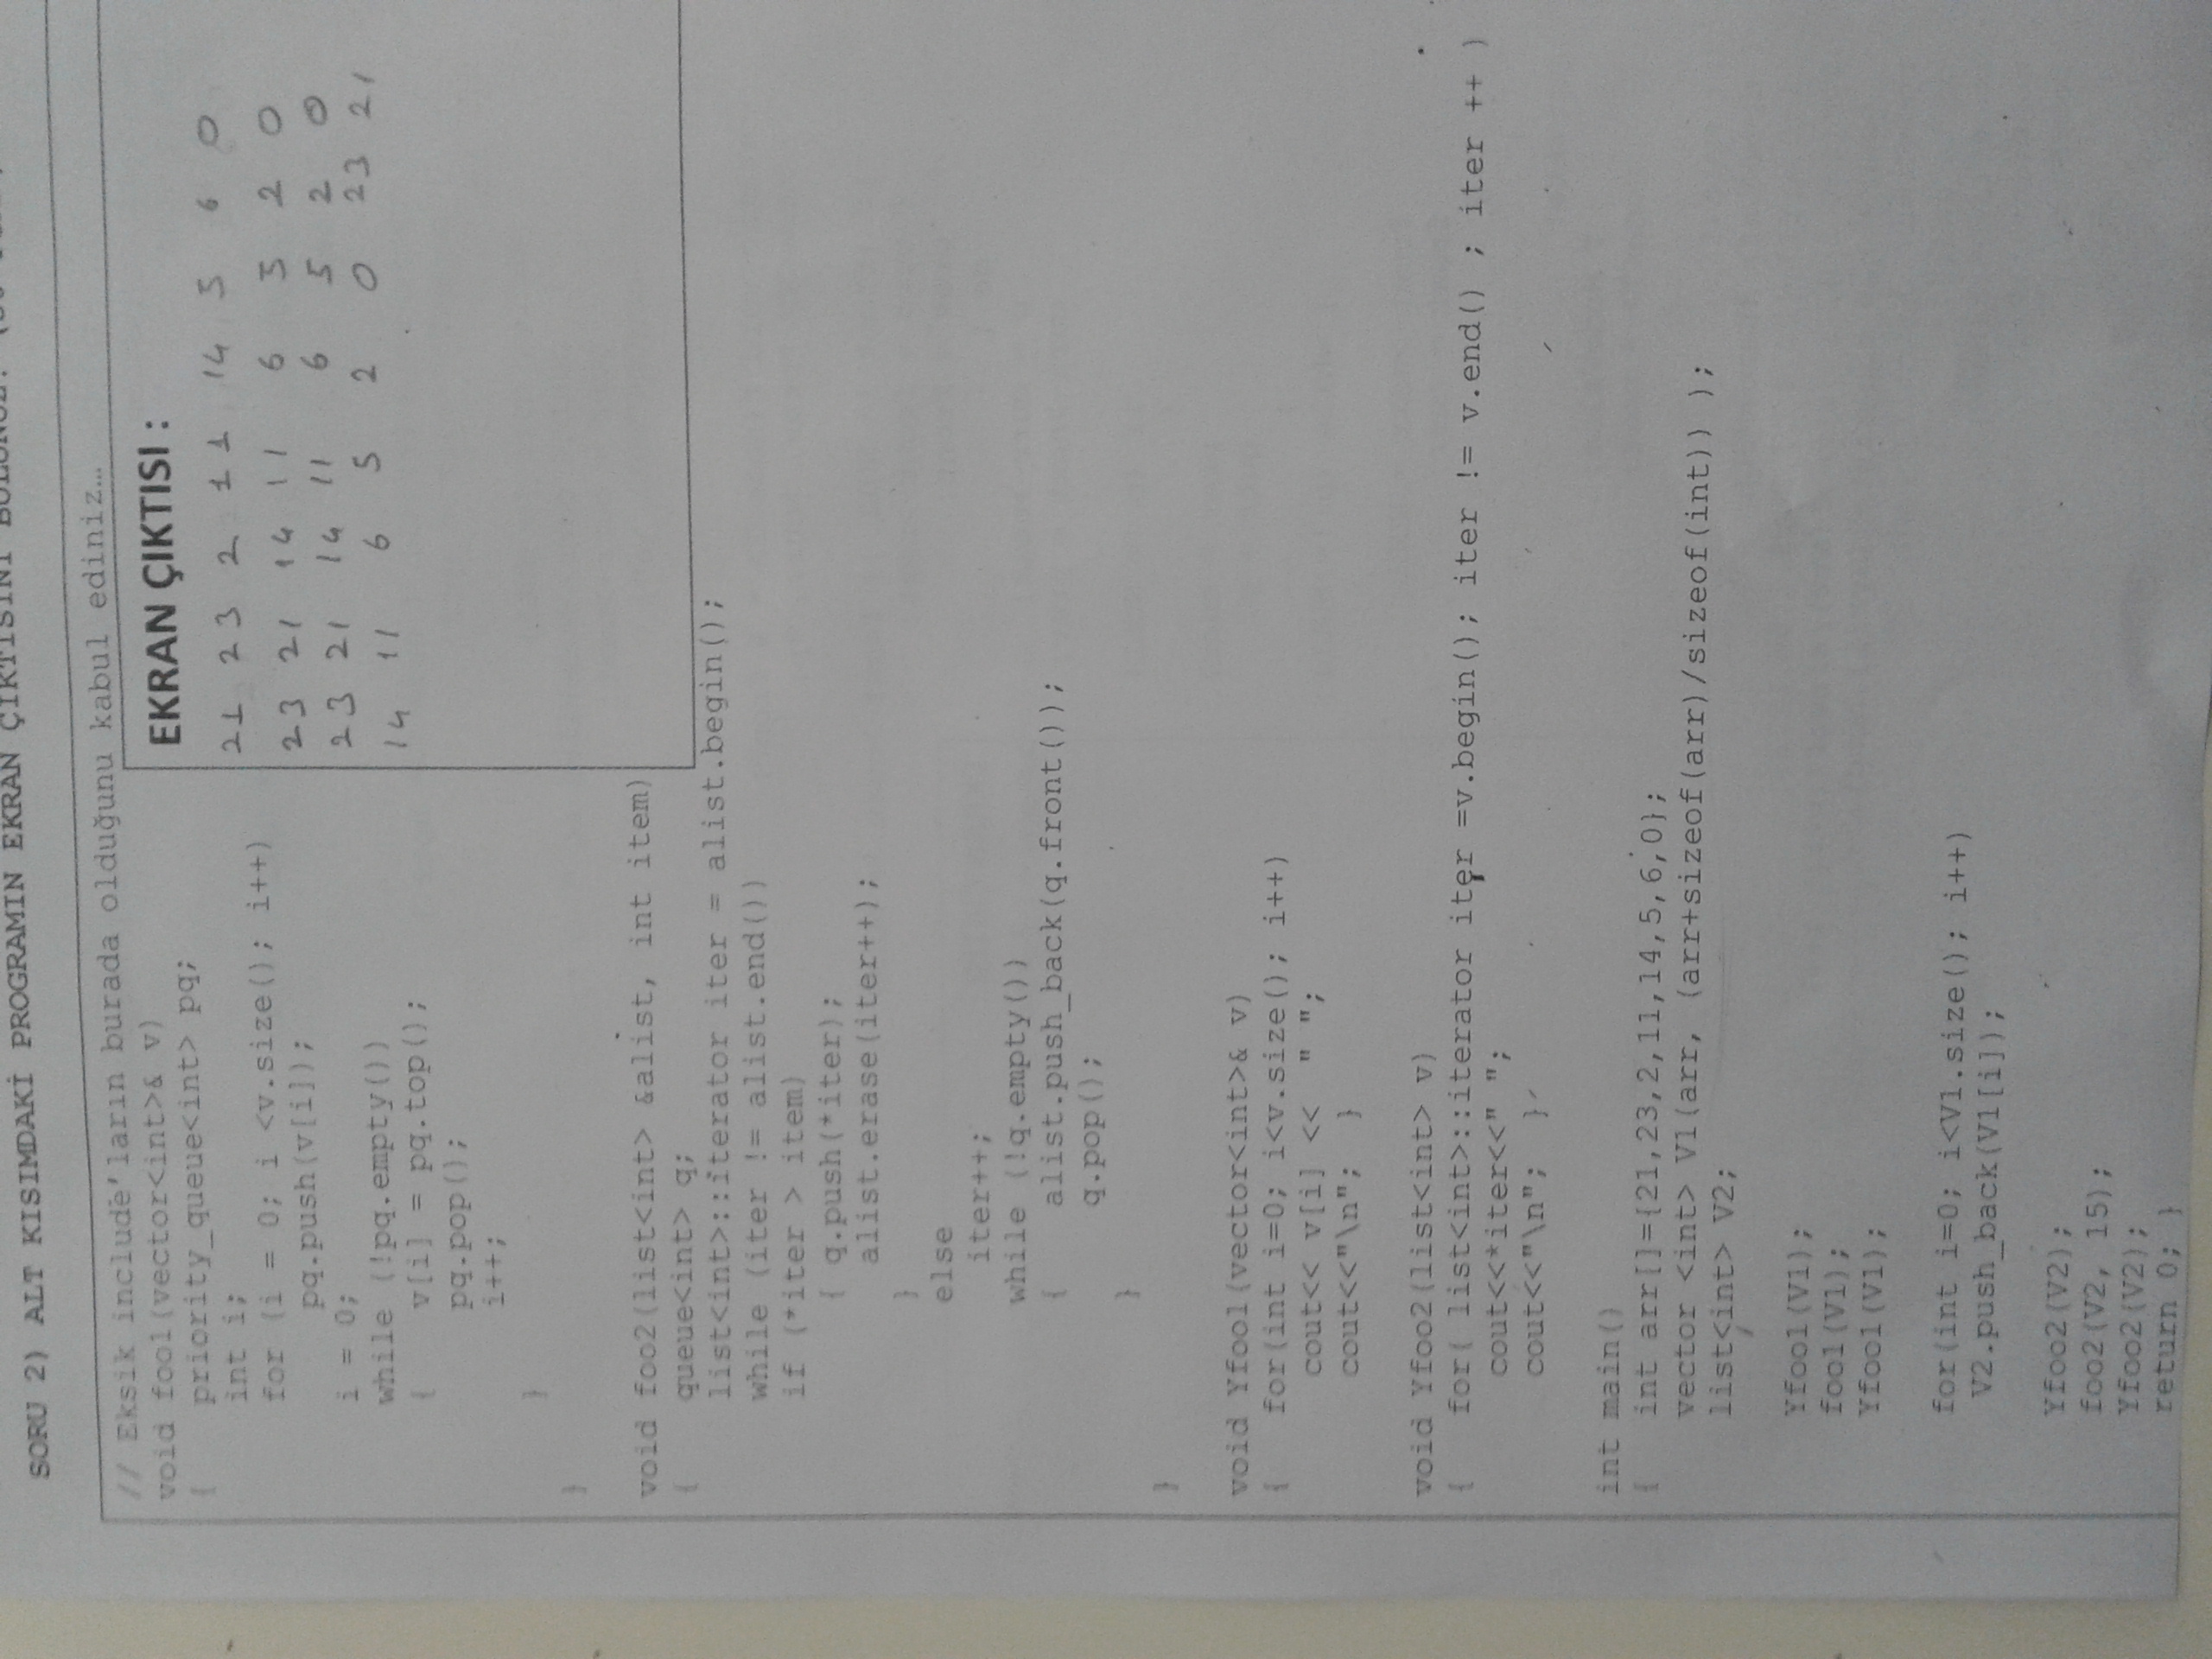 SORU 2) ALT KISIMDAKİ PROGRAMIN EKRAN ÇIKTISINI BULUNUZ.
// Eksik include'ların burada olduğunu kabul ediniz…
void foo1(vector<int>& v)
{ priority_queue<int> pq;
int i;
for (i = 0; i <v.size(); i++)
pq.push(v[i]);
i = 0;
while (!pq.empty())
{ v[i] = pq.top();
pq.pop();
i++;
}
}
EKRAN ÇIKTISI :
21 23 2 11 14 5 6 0
23 21 14 11 6 5 2 0
23 21 14 11 6 5 2 0
14 11 6 5 2 0 23 21
void foo2(list<int> &alist, int item)
{ queue<int> q;
list<int>::iterator iter = alist.begin();
while (iter != alist.end())
if (*iter > item)
{ q.push(*iter);
alist.erase(iter++);
}
else
iter++;
while (!q.empty())
{ alist.push_back(q.front());
q.pop();
}
}
void Yfoo1(vector<int>& v)
{ for(int i=0; i<v.size(); i++)
cout<< v[i] << " ";
cout<<"\n"; }
void Yfoo2(list<int> v)
{ for( list<int>::iterator iter =v.begin(); iter != v.end() ; iter ++ )
cout<<*iter<<" ";
cout<<"\n"; }
int main()
{ int arr[]={21,23,2,11,14,5,6,0};
vector <int> V1(arr, (arr+sizeof(arr)/sizeof(int)) );
list<int> V2;
Yfoo1(V1);
foo1(V1);
Yfoo1(V1);
for(int i=0; i<V1.size(); i++)
V2.push_back(V1[i]);
Yfoo2(V2);
foo2(V2, 15);
Yfoo2(V2);
return 0; }